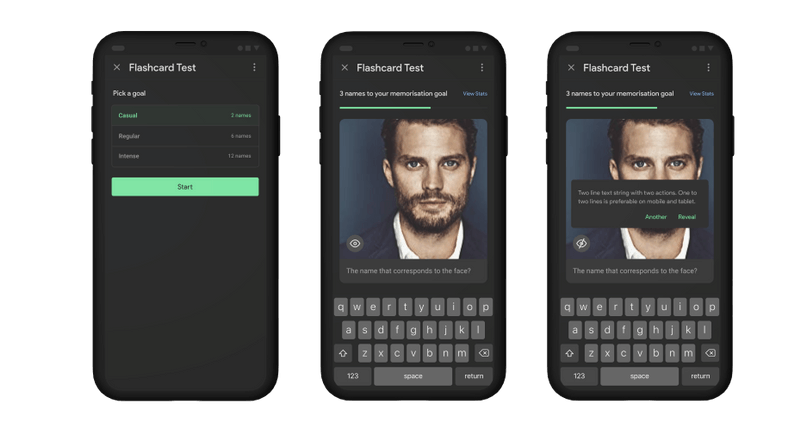 Flashcard Test
Pick a goal
Casual 3 names
Regular 6 names
Intense 12 names
Start
Flashcard Test
3 names to your memorisation goal View Stats
The name that corresponds to the face?
q w e r t y u i o p
a s d f g h j k l
z x c v b n m
123 space return
Flashcard Test
3 names to your memorisation goal View Stats
Two line text string with two actions. One to
two lines is preferable on mobile and tablet.
Another Reveal
The name that corresponds to the face?
q w e r t y u i o p
a s d f g h j k l
z x c v b n m
123 space return